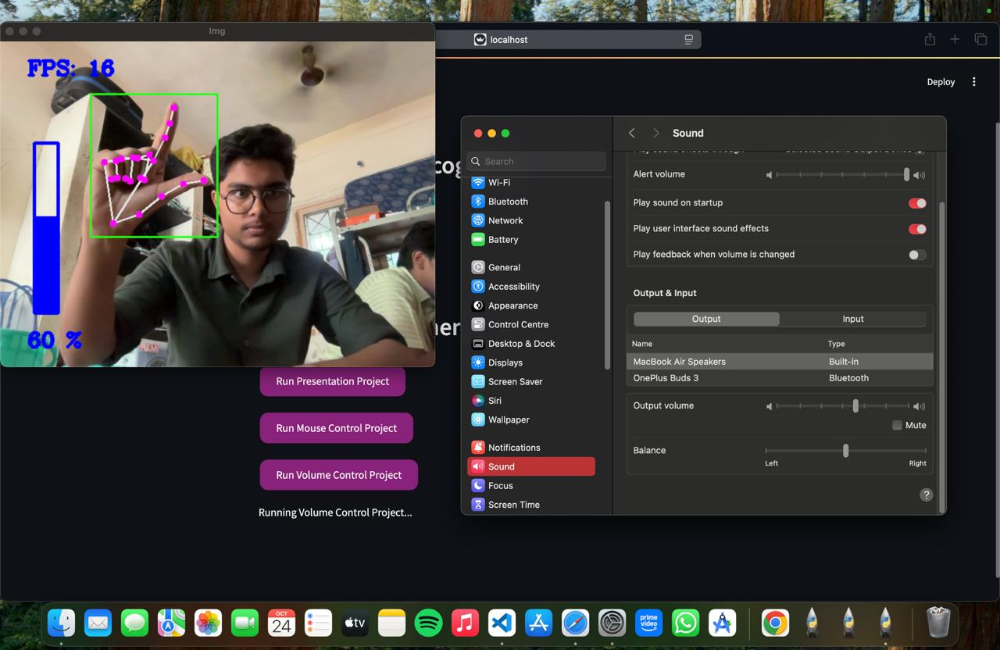 Img
localhost
FPS: 16
Deploy
Sound
Search
Wi-Fi
Bluetooth
Network
Battery
General
Accessibility
Appearance
Control Centre
Desktop & Dock
Displays
Screen Saver
Siri
Wallpaper
Notifications
Sound
Focus
Screen Time
Alert volume
Play sound on startup
Play user interface sound effects
Play feedback when volume is changed
Output & Input
Output
Input
Name
Type
MacBook Air Speakers
Built-in
OnePlus Buds 3
Bluetooth
Output volume
Mute
Balance
Left
Right
?
60 %
Run Presentation Project
Run Mouse Control Project
Run Volume Control Project
Running Volume Control Project...
OCT
24
tv
prime
video